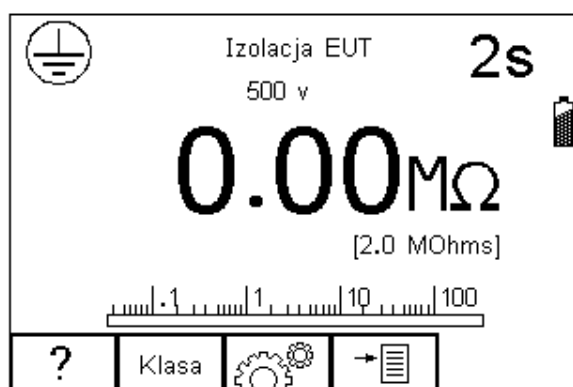 Izolacja EUT
2s
500 v
0.00MΩ
[2.0 MOhms]
.1 1 10 100
? Klasa